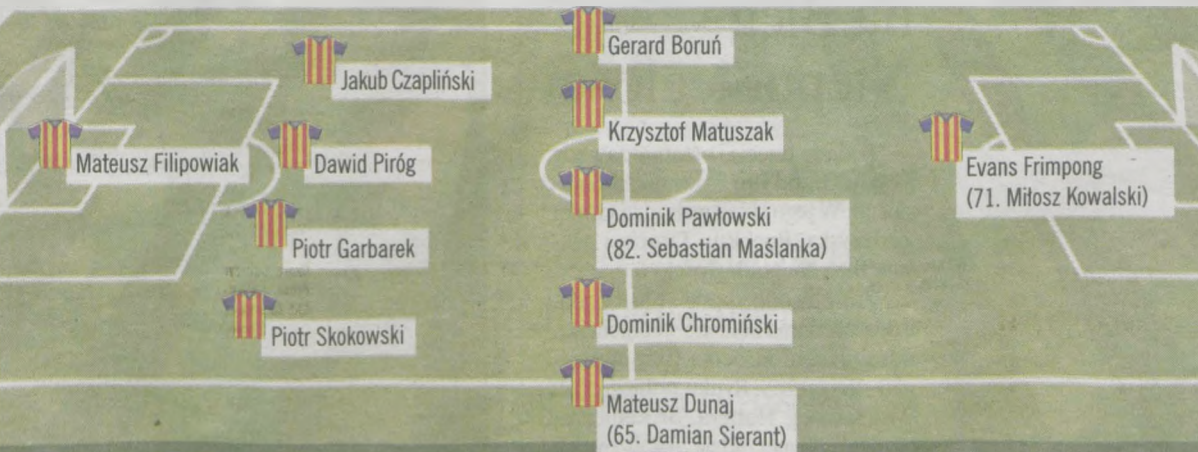 Gerard Boruń
Jakub Czapliński
Krzysztof Matuszak
Mateusz Filipowiak
Dawid Piróg
Evans Frimpong
(71. Miłosz Kowalski)
Dominik Pawłowski
(82. Sebastian Maślanka)
Piotr Garbarek
Dominik Chromiński
Piotr Skokowski
Mateusz Dunaj
(65. Damian Sierant)